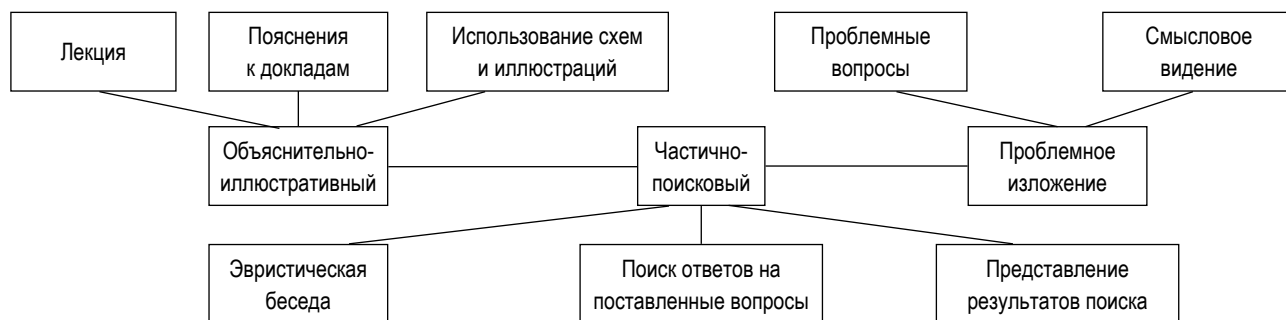 Лекция
Пояснения
к докладам
Использование схем
и иллюстраций
Проблемные
вопросы
Смысловое
видение
Объяснительно-
иллюстративный
Частично-
поисковый
Проблемное
изложение
Эвристическая
беседа
Поиск ответов на
поставленные вопросы
Представление
результатов поиска